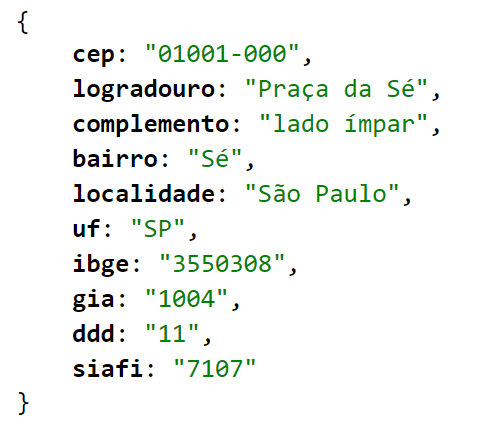 {
cep: "01001-000",
logradouro: "Praça da Sé",
complemento: "lado ímpar",
bairro: "Sé",
localidade: "São Paulo",
uf: "SP",
ibge: "3550308",
gia: "1004",
ddd: "11",
siafi: "7107"
}